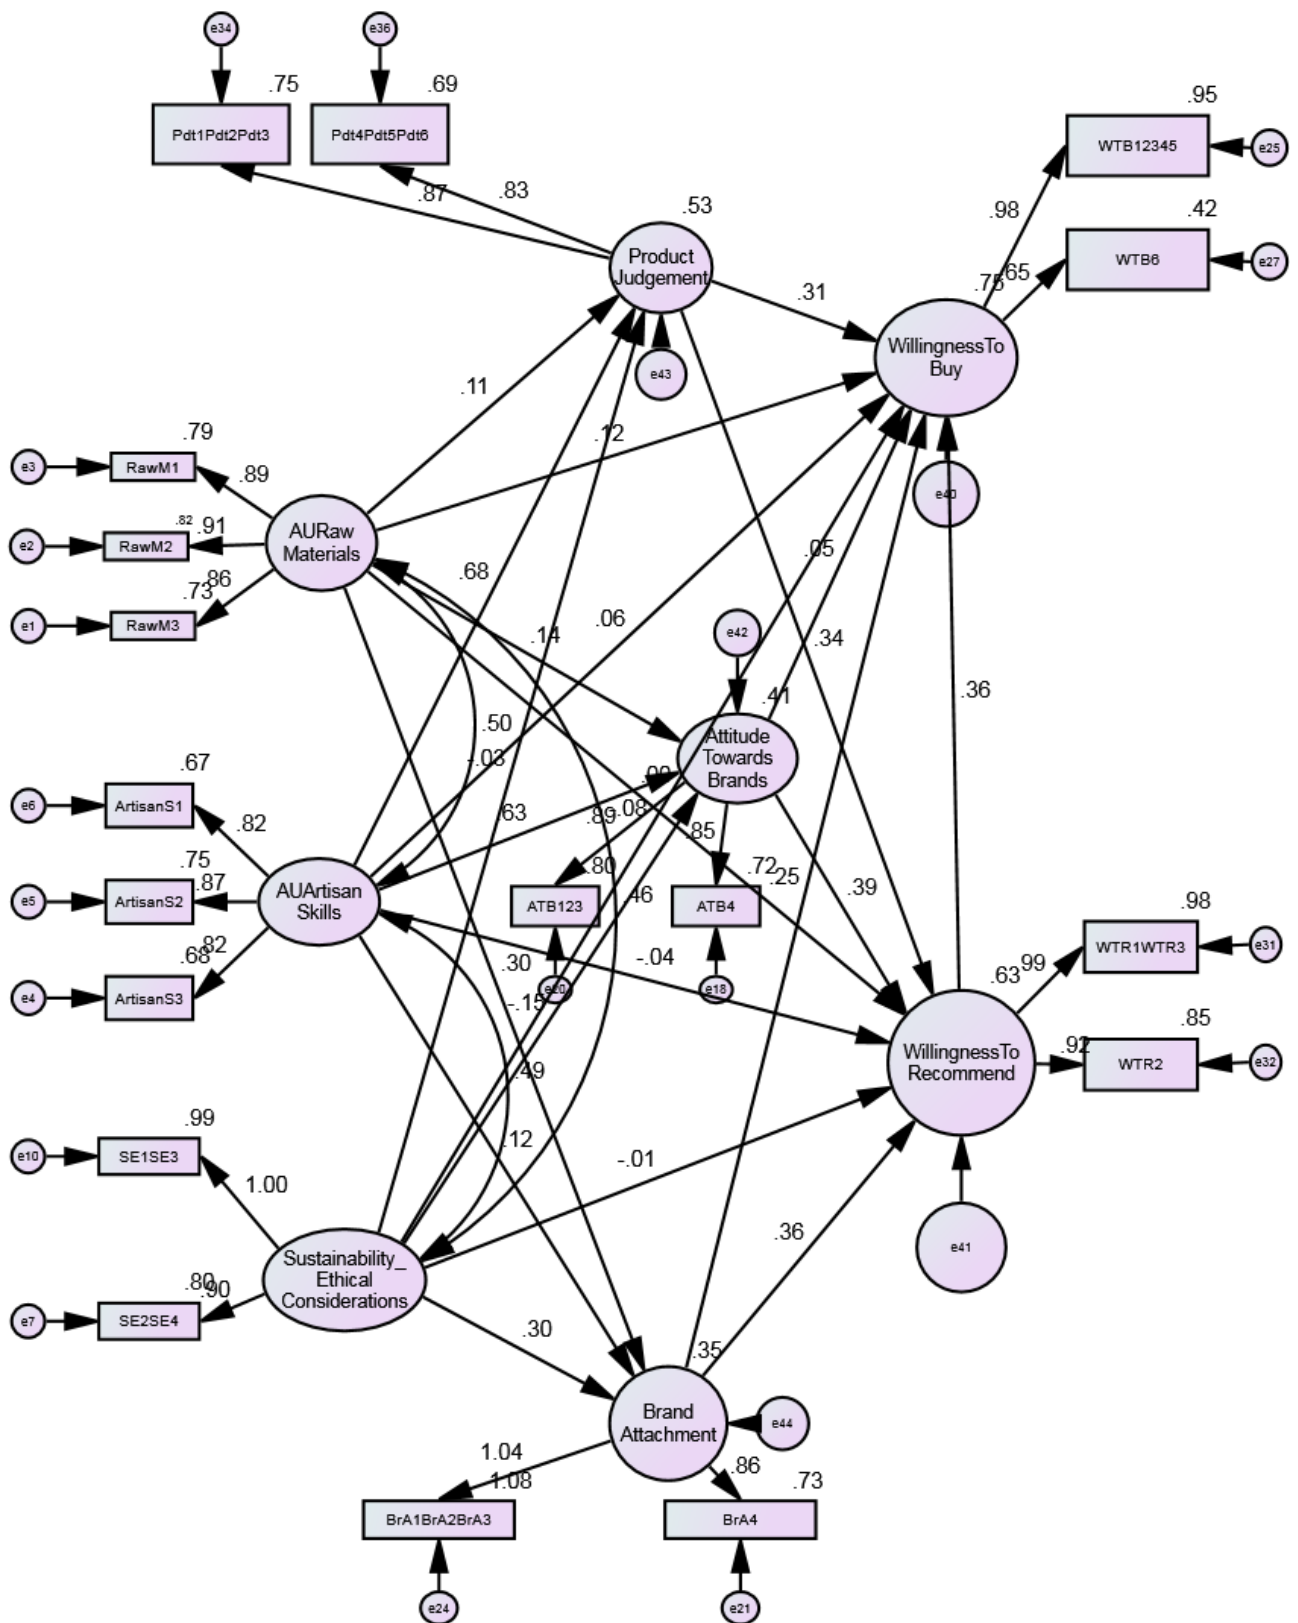 e34
e36
.75
.69
Pdt1Pdt2Pdt3
Pdt4Pdt5Pdt6
.87
.83
.53
Product
Judgement
e43
.95
WTB12345
e25
.98
.42
WTB6
e27
.75
.65
WillingnessTo
Buy
e40
.31
.11
.12
.79
e3
RawM1
.89
.82
e2
RawM2
.91
AURaw
Materials
.73
.86
e1
RawM3
.68
.05
.06
.14
e42
.34
.41
.36
Attitude
Towards
Brands
.50
-.03
.63
.89
-.08
.85
.67
e6
ArtisanS1
.82
.75
e5
ArtisanS2
.87
AUArtisan
Skills
.68
.82
e4
ArtisanS3
.80
ATB123
e20
.46
.72
.25
ATB4
e18
.39
.30
-.15
-.04
.49
.12
.98
WTR1WTR3
e31
.63
.99
.85
WTR2
e32
.92
WillingnessTo
Recommend
e41
.99
e10
SE1SE3
1.00
-.01
Sustainability_
Ethical
Considerations
.80
.90
e7
SE2SE4
.30
.36
.35
Brand
Attachment
e44
1.04
1.08
BrA1BrA2BrA3
e24
.86
.73
BrA4
e21